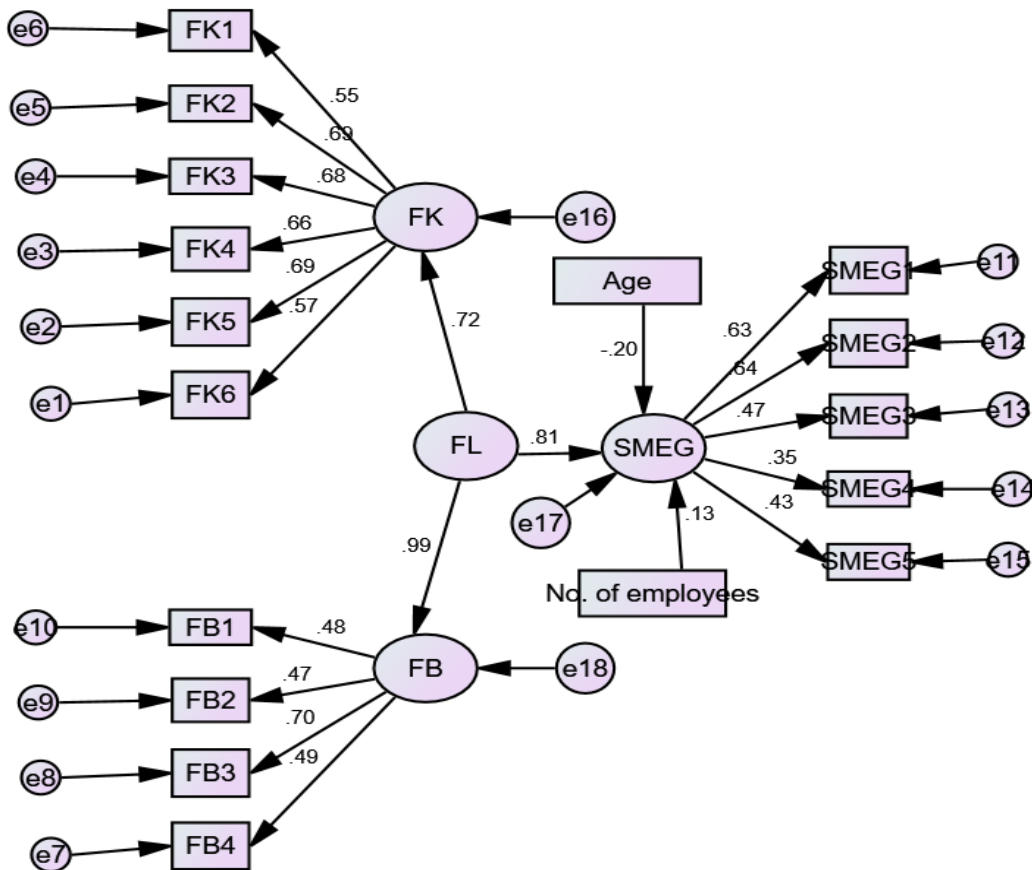 e6
FK1
.55
e5
FK2
.69
e4
FK3
.68
FK
e16
e3
FK4
.66
e2
FK5
.69
e1
FK6
.57
.72
Age
-.20
SMEG1
e11
.63
SMEG2
e12
.64
SMEG3
e13
.47
FL
.81
SMEG
SMEG4
e14
.35
e17
.13
.43
SMEG5
e15
No. of employees
.99
e10
FB1
.48
FB
e18
e9
FB2
.47
e8
FB3
.70
e7
FB4
.49